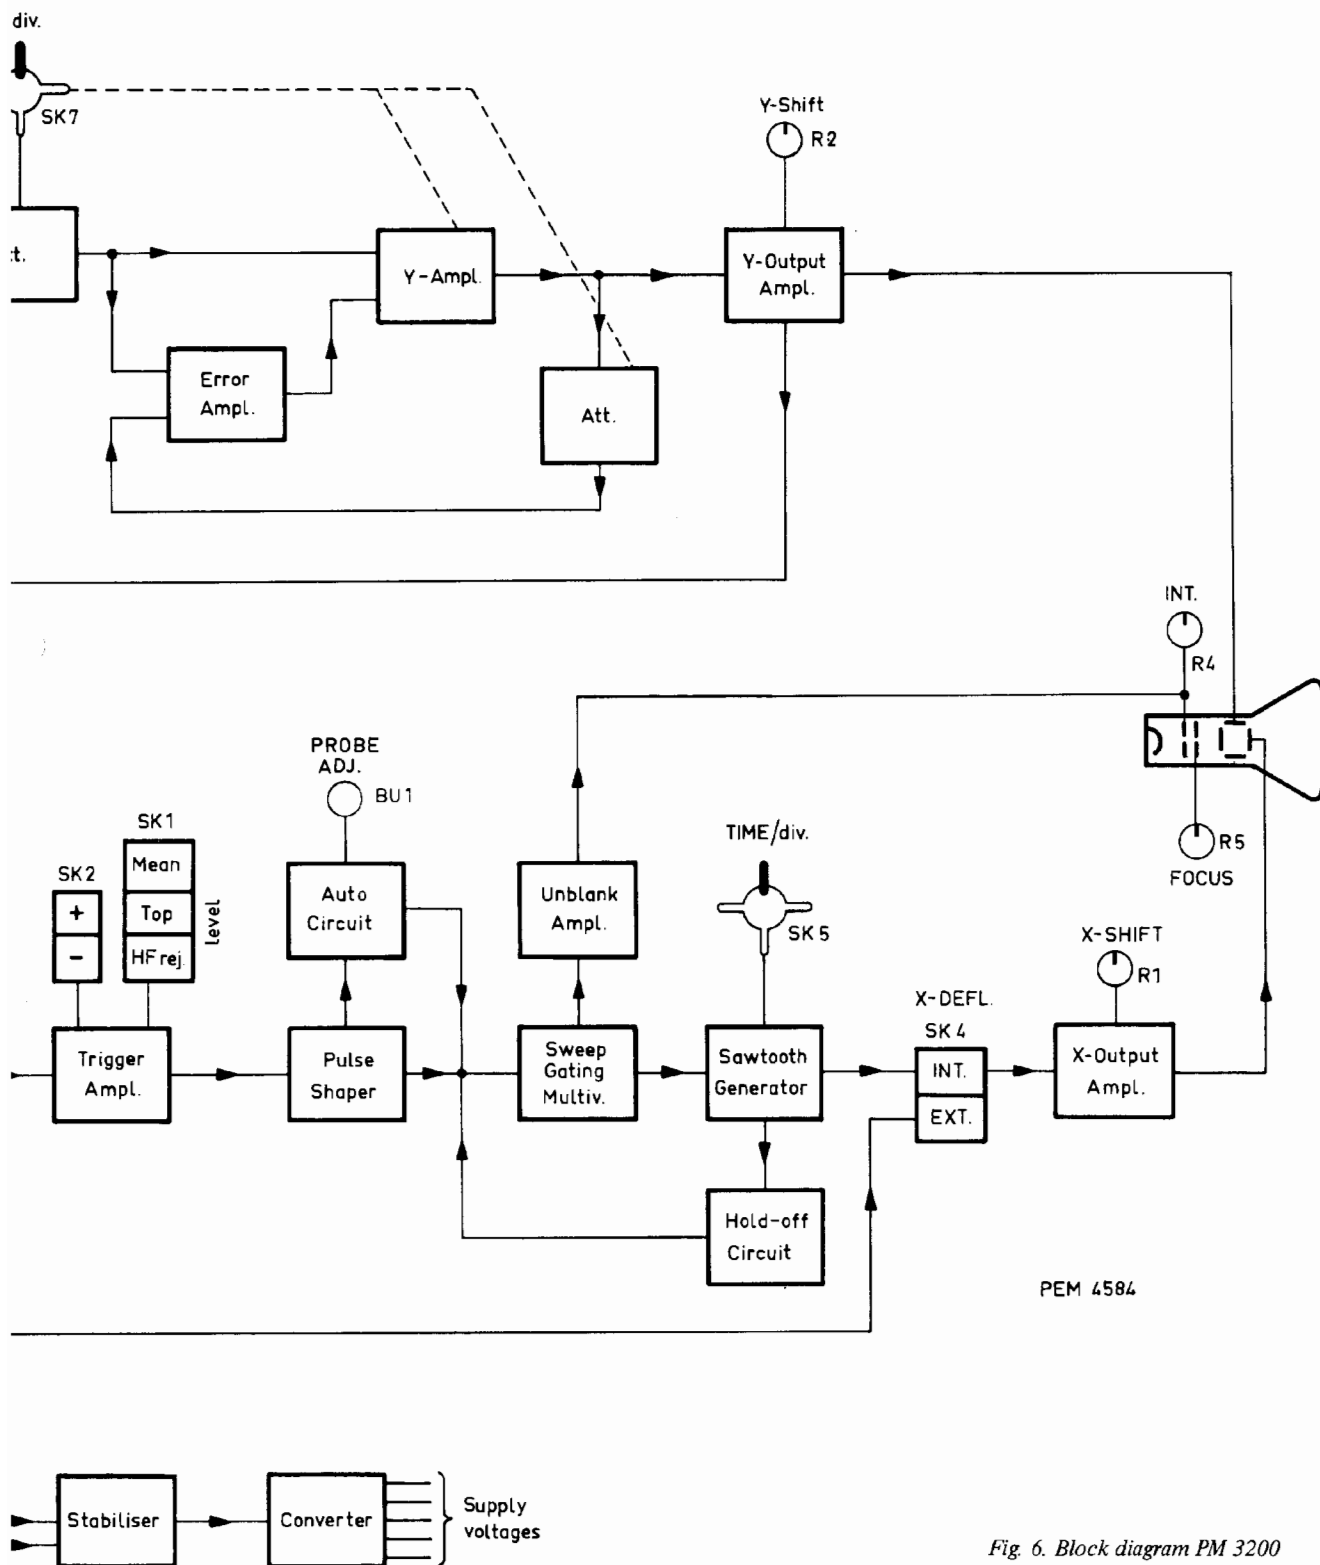 div.
SK7
Y-Shift
R2
t.
Y-Ampl.
Y-Output
Ampl.
Error
Ampl.
Att.
INT.
R4
PROBE
ADJ.
BU1
SK1
Mean
Top
HF rej.
Level
SK2
+
-
Auto
Circuit
Unblank
Ampl.
TIME/div.
SK5
R5
FOCUS
X-SHIFT
R1
X-DEFL.
SK4
INT.
EXT.
Trigger
Ampl.
Pulse
Shaper
Sweep
Gating
Multiv.
Sawtooth
Generator
X-Output
Ampl.
Hold-off
Circuit
PEM 4584
Stabiliser
Converter
Supply
voltages
Fig. 6. Block diagram PM 3200